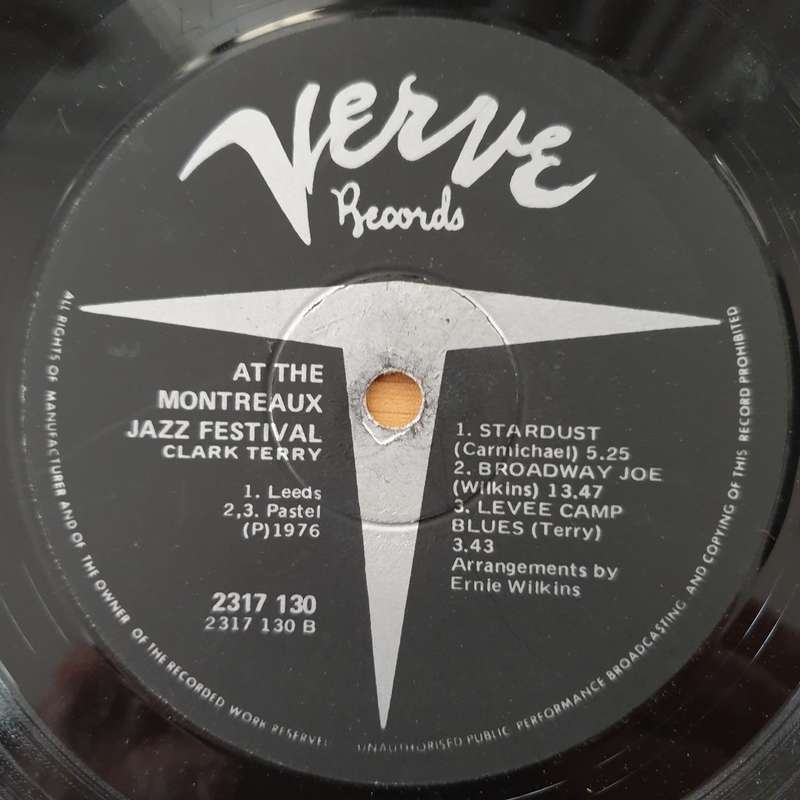 Verve
Records
AT THE
MONTREAUX
JAZZ FESTIVAL
CLARK TERRY
1. Leeds
2,3. Pastel
(P)1976
2317 130
2317 130 B
1. STARDUST
(Carmichael) 5.25
2. BROADWAY JOE
(Wilkins) 13.47
3. LEVEE CAMP
BLUES (Terry)
3.43
Arrangements by
Ernie Wilkins
ALL RIGHTS OF MANUFACTURER AND OF THE OWNER OF THE RECORDED WORK RESERVED UNAUTHORISED PUBLIC PERFORMANCE BROADCASTING AND COPYING OF THIS RECORD PROHIBITED